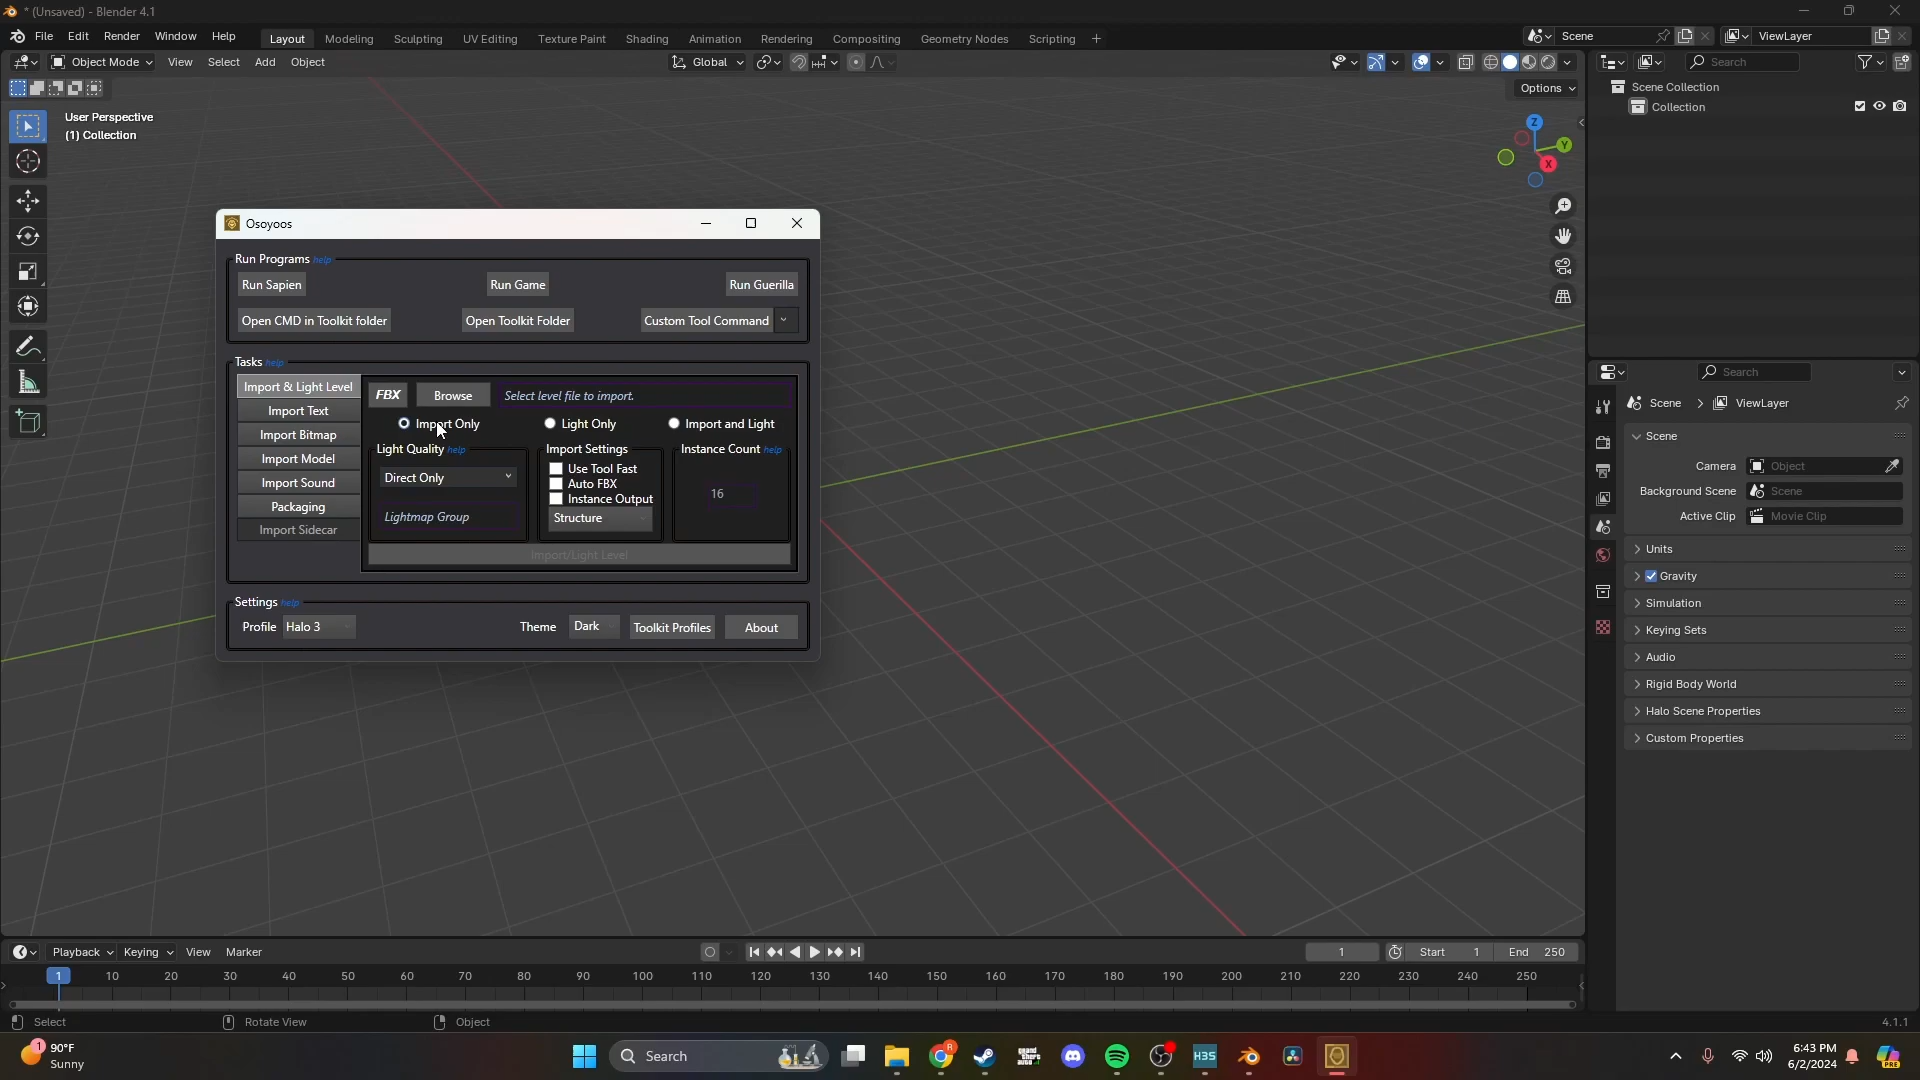 * (Unsaved) - Blender 4.1
File Edit Render Window Help Layout Modeling Sculpting UV Editing Texture Paint Shading Animation Rendering Compositing Geometry Nodes Scripting + Scene ViewLayer
Object Mode View Select Add Object Global Search
Options
User Perspective
(1) Collection
Scene Collection
Collection
Z
Y
X
Osoyoos
Run Programs help
Run Sapien Run Game Run Guerilla
Open CMD in Toolkit folder Open Toolkit Folder Custom Tool Command
Tasks help
Import & Light Level
Import Text
Import Bitmap
Import Model
Import Sound
Packaging
Import Sidecar
FBX Browse Select level file to import.
Import Only Light Only Import and Light
Light Quality help Import Settings Instance Count help
Direct Only
Lightmap Group
Use Tool Fast
Auto FBX
Instance Output
Structure
16
Import/Light Level
Settings help
Profile Halo 3 Theme Dark Toolkit Profiles About
Search
Scene > ViewLayer
Scene
Camera Object
Background Scene Scene
Active Clip Movie Clip
Units
Gravity
Simulation
Keying Sets
Audio
Rigid Body World
Halo Scene Properties
Custom Properties
Playback Keying View Marker 1 Start 1 End 250
1 10 20 30 40 50 60 70 80 90 100 110 120 130 140 150 160 170 180 190 200 210 220 230 240 250
Select Rotate View Object 4.1.1
1 90°F
Sunny
Search
R
H3S
6:43 PM
6/2/2024
PRE